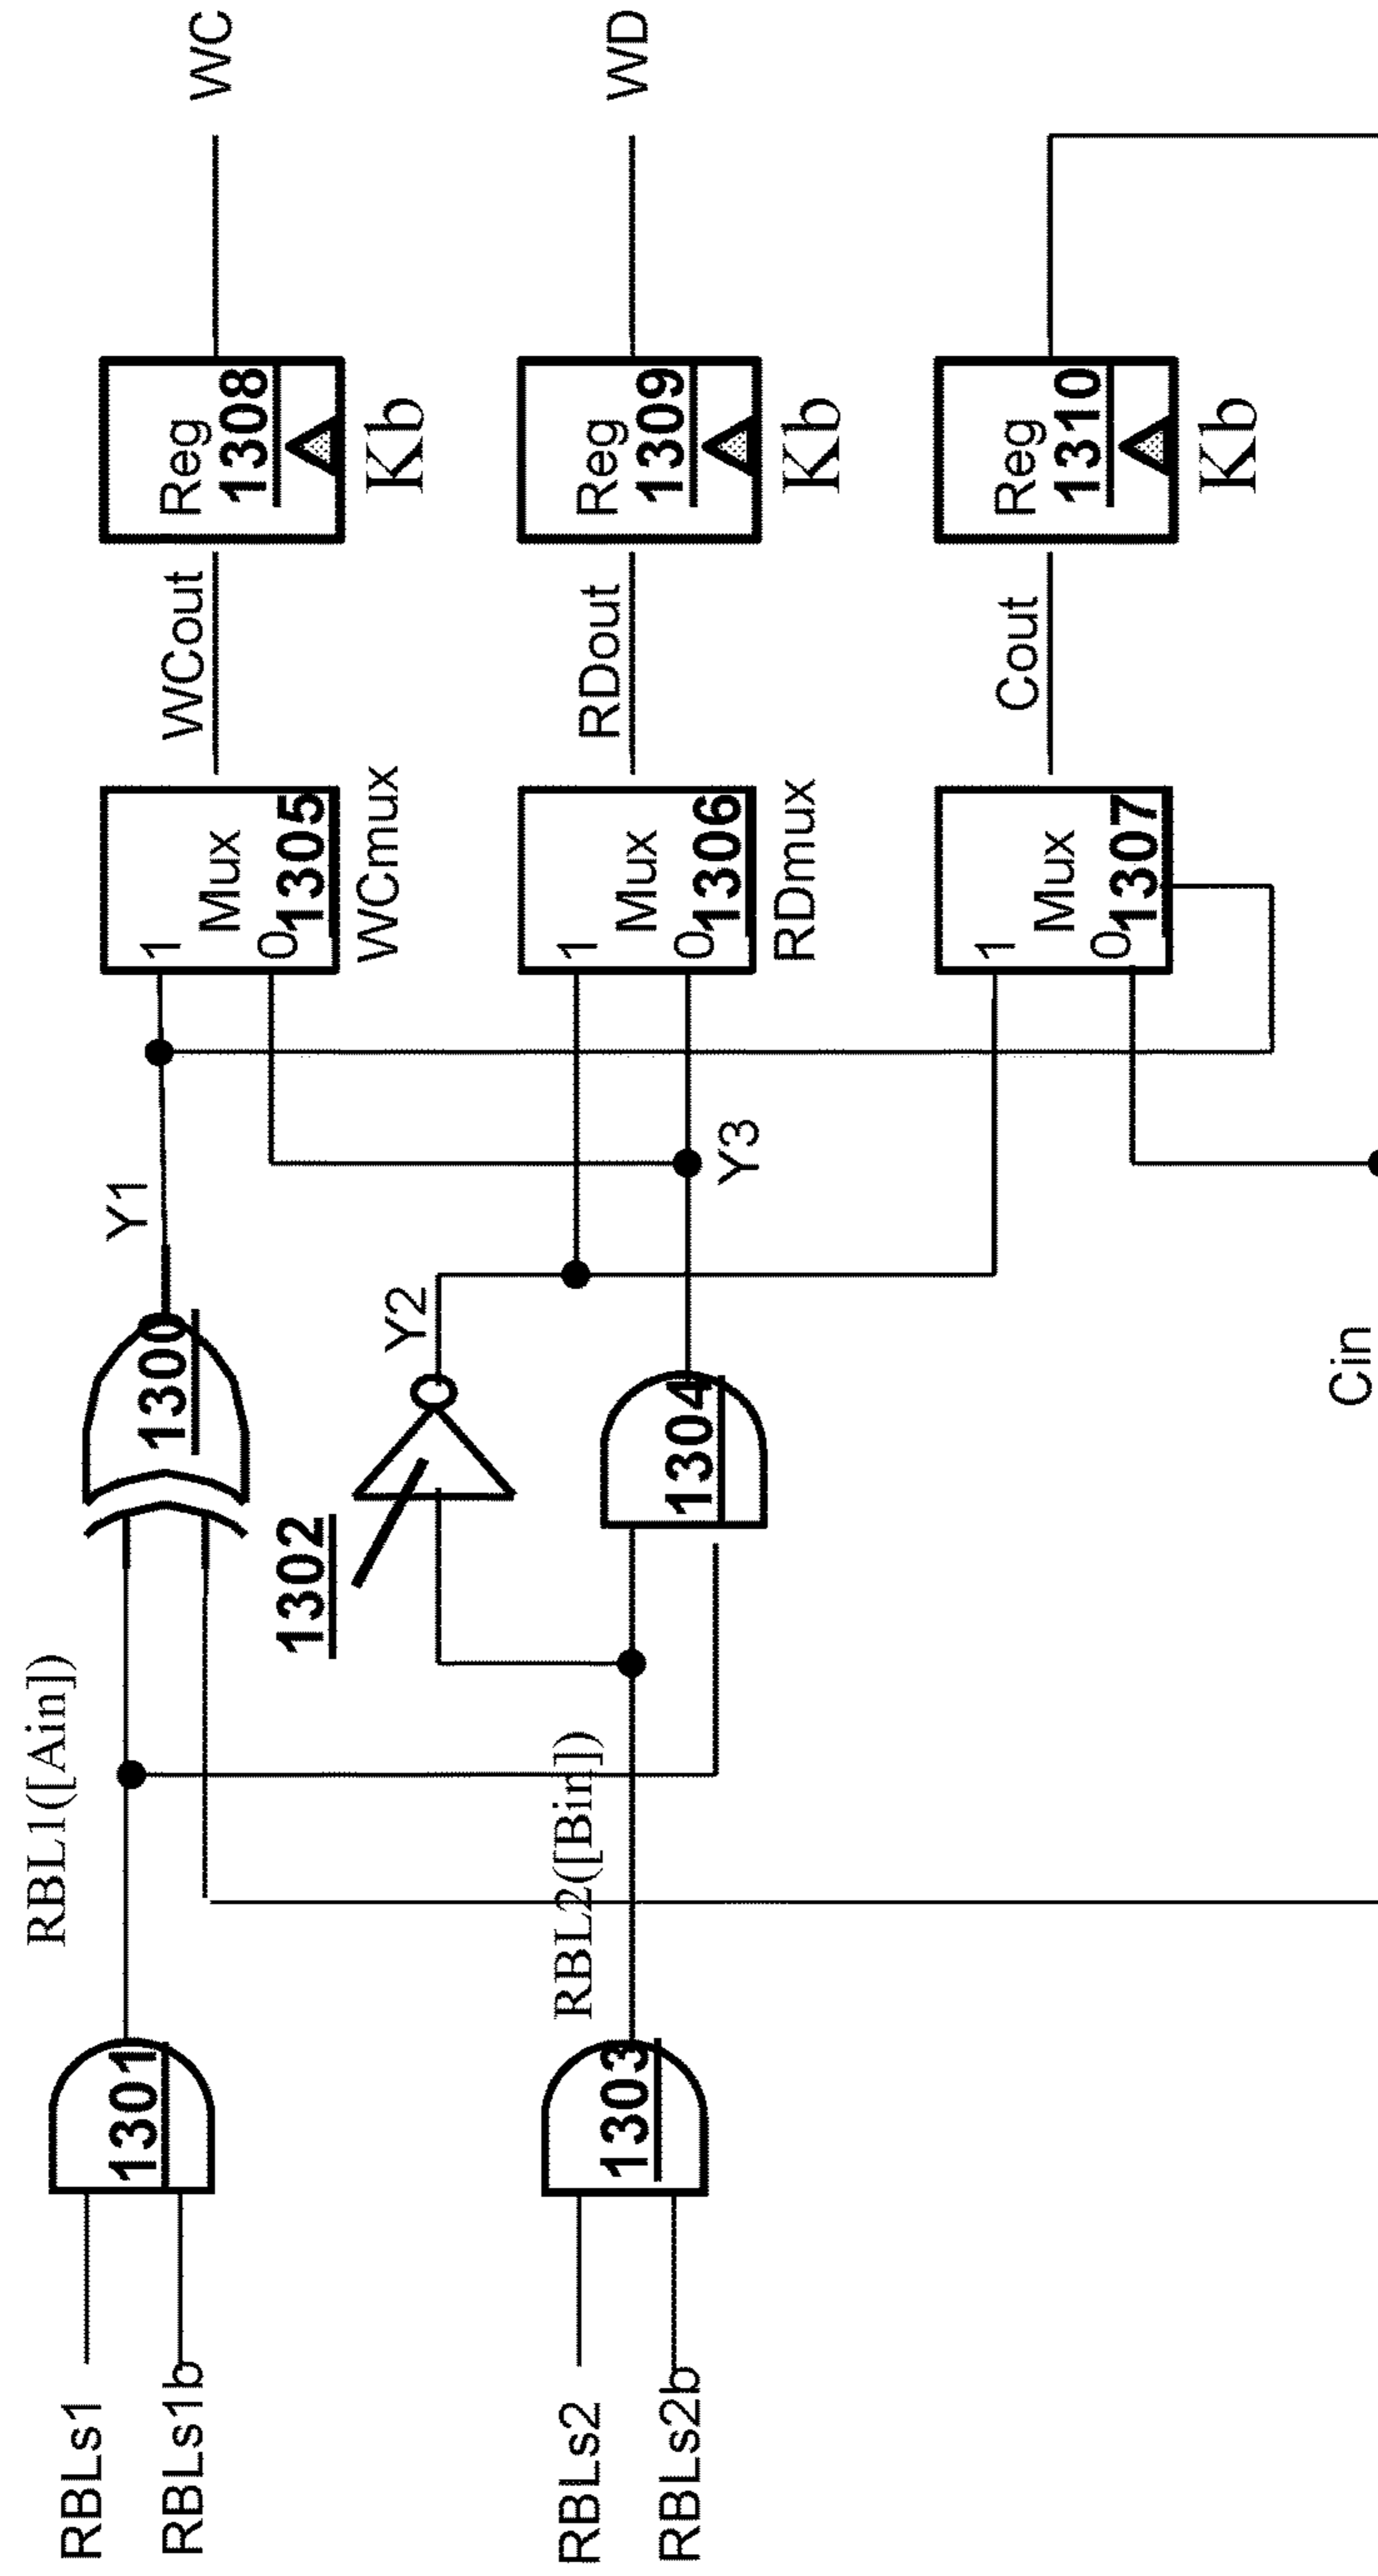 RBLs1
RBLs1b
1301
RBL1([Ain])
1300
Y1
1
Mux
0
1305
WCmux
WCout
Reg
1308
Kb
WC
1302
Y2
RBLs2
RBLs2b
1303
RBL2([Bin])
1304
Y3
1
Mux
0
1306
RDmux
RDout
Reg
1309
Kb
WD
Cin
1
Mux
0
1307
Cout
Reg
1310
Kb